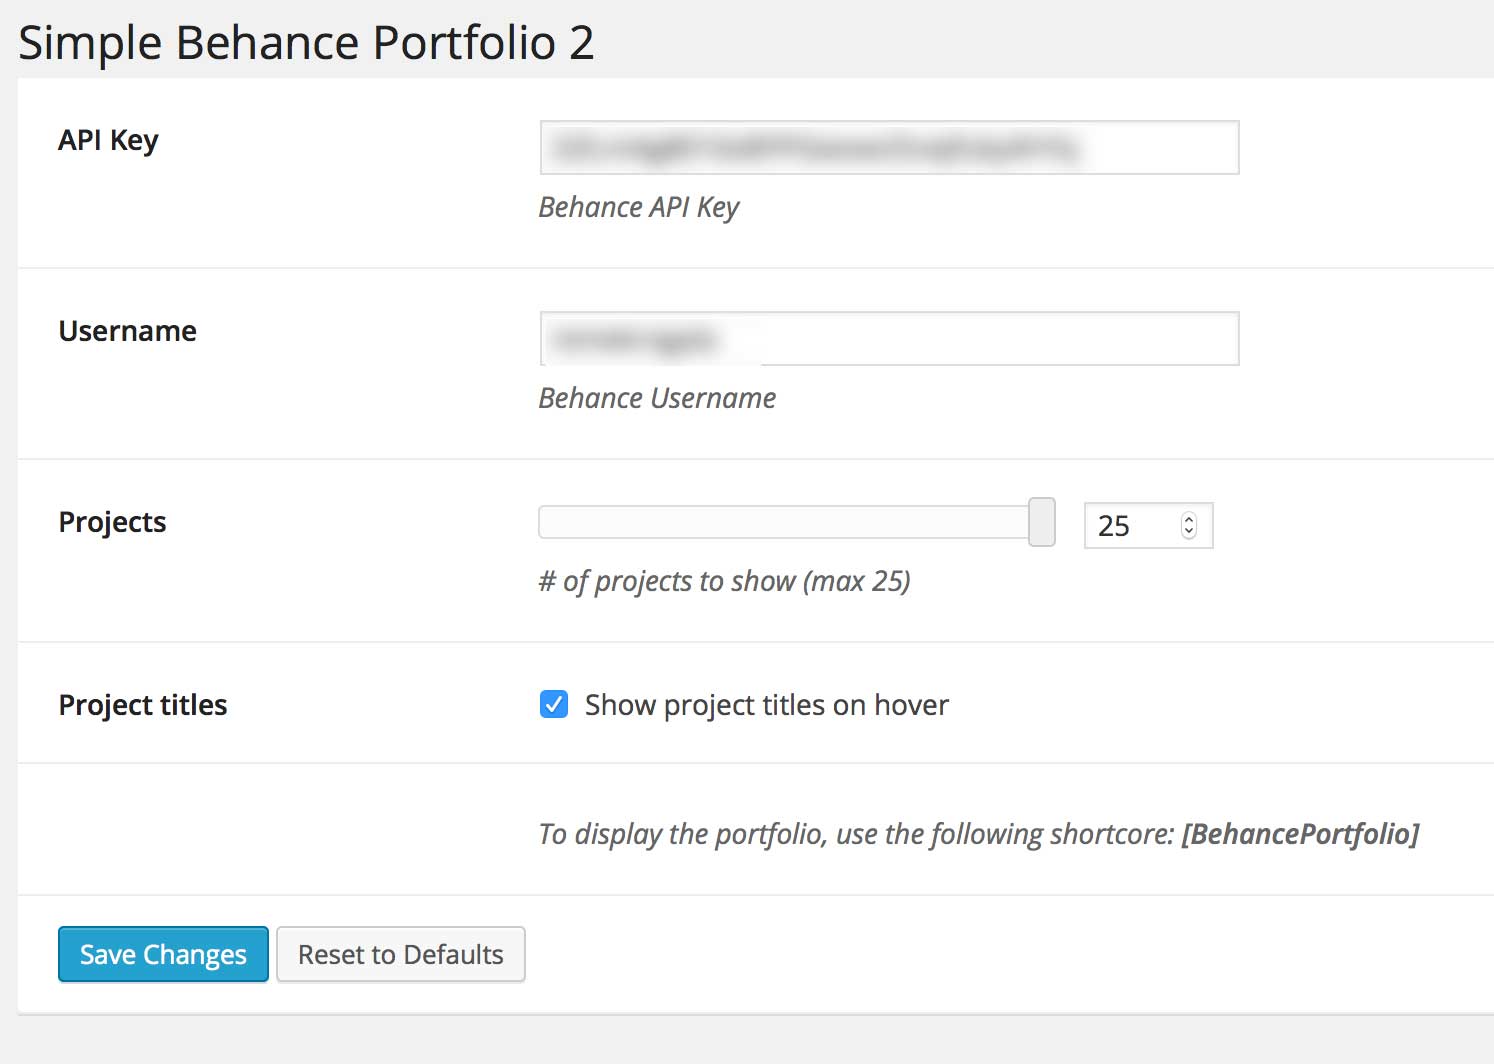 Simple Behance Portfolio 2
API Key
Behance API Key
Username
Behance Username
Projects
25
# of projects to show (max 25)
Project titles
Show project titles on hover
To display the portfolio, use the following shortcore: [BehancePortfolio]
Save Changes
Reset to Defaults